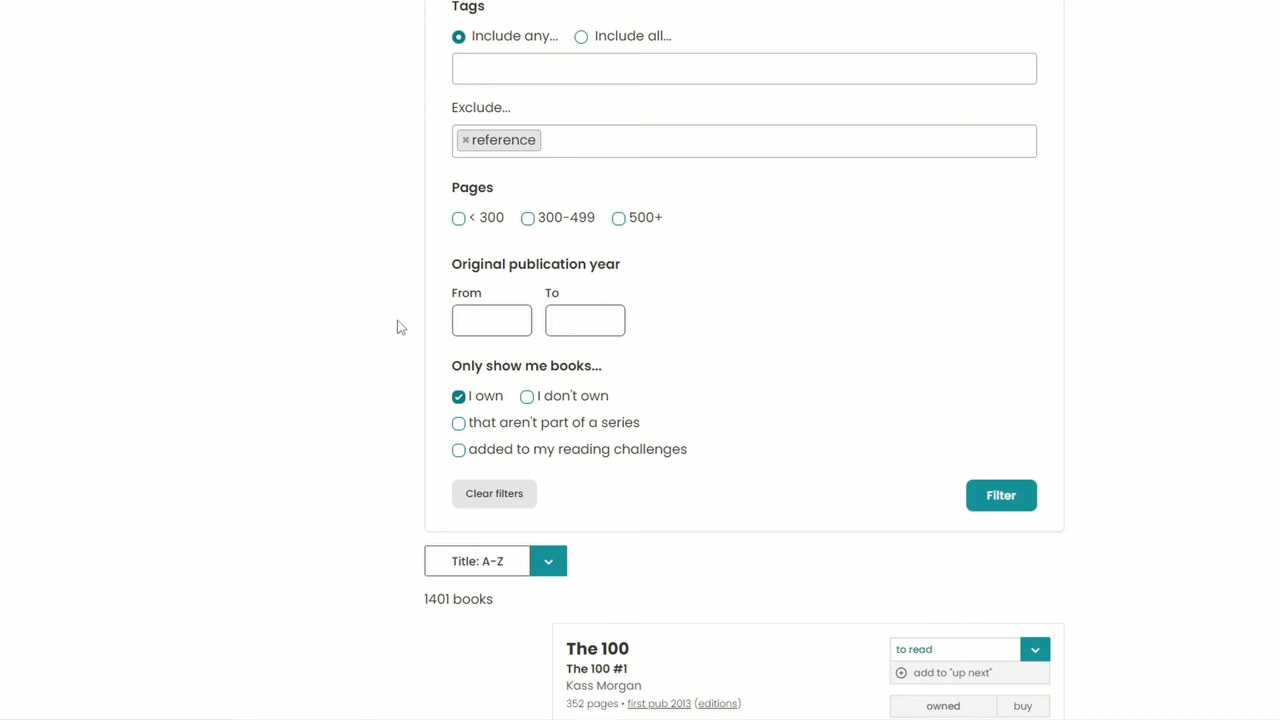 Tags
Include any... Include all...
Exclude...
× reference
Pages
< 300 300-499 500+
Original publication year
From To
Only show me books...
I own I don't own
that aren't part of a series
added to my reading challenges
Clear filters Filter
Title: A-Z
1401 books
The 100
The 100 #1
Kass Morgan
352 pages • first pub 2013 (editions)
to read
add to "up next"
owned buy